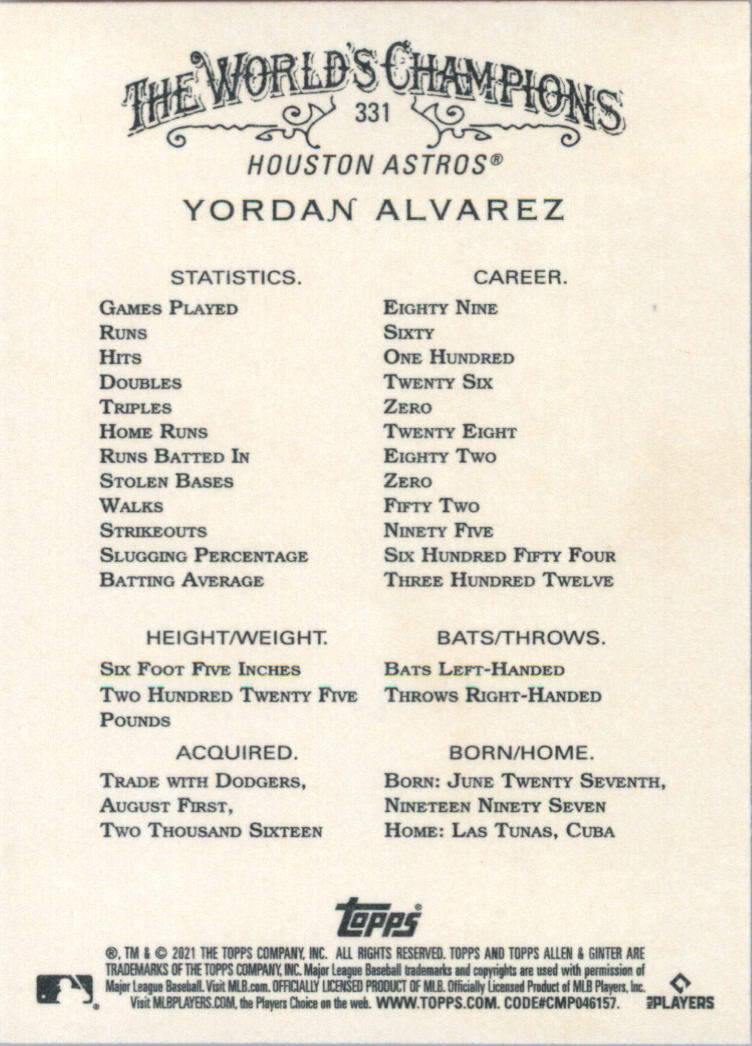 THE WORLD'S CHAMPIONS
331
HOUSTON ASTROS®
YORDAN ALVAREZ
STATISTICS. CAREER.
GAMES PLAYED EIGHTY NINE
RUNS SIXTY
HITS ONE HUNDRED
DOUBLES TWENTY SIX
TRIPLES ZERO
HOME RUNS TWENTY EIGHT
RUNS BATTED IN EIGHTY TWO
STOLEN BASES ZERO
WALKS FIFTY TWO
STRIKEOUTS NINETY FIVE
SLUGGING PERCENTAGE SIX HUNDRED FIFTY FOUR
BATTING AVERAGE THREE HUNDRED TWELVE
HEIGHT/WEIGHT. BATS/THROWS.
SIX FOOT FIVE INCHES BATS LEFT-HANDED
TWO HUNDRED TWENTY FIVE THROWS RIGHT-HANDED
POUNDS
ACQUIRED. BORN/HOME.
TRADE WITH DODGERS, BORN: JUNE TWENTY SEVENTH,
AUGUST FIRST, NINETEEN NINETY SEVEN
TWO THOUSAND SIXTEEN HOME: LAS TUNAS, CUBA
topps®
®, TM & © 2021 THE TOPPS COMPANY, INC. ALL RIGHTS RESERVED. TOPPS AND TOPPS ALLEN & GINTER ARE
TRADEMARKS OF THE TOPPS COMPANY, INC. Major League Baseball trademarks and copyrights are used with permission of
Major League Baseball. Visit MLB.com. OFFICIALLY LICENSED PRODUCT OF MLB. Officially Licensed Product of MLB Players, Inc.
Visit MLBPLAYERS.COM, the Players Choice on the web. WWW.TOPPS.COM. CODE#CMP046157.
®
MLB PLAYERS